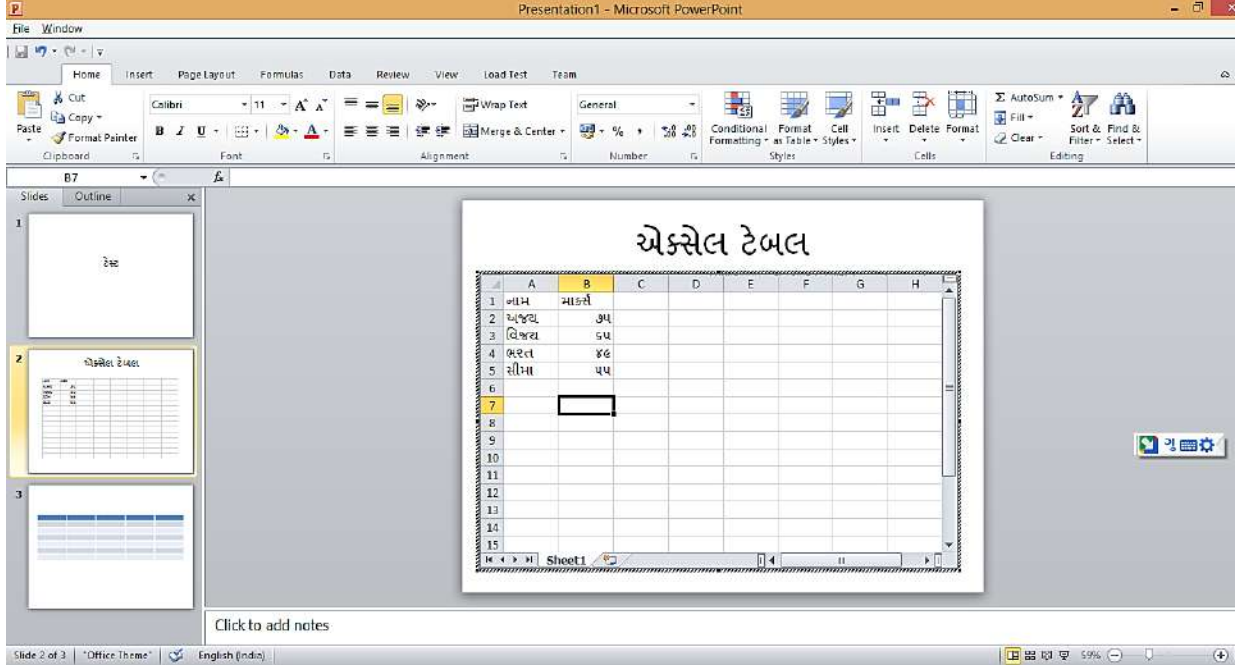 Presentation1 - Microsoft PowerPoint
File Window
Home Insert Page Layout Formulas Data Review View Load Test Team
Cut
Copy
Format Painter
Paste
Calibri 11
B I U
Wrap Text
Merge & Center
General
Conditional Formatting
Format as Table
Cell Styles
Insert Delete Format
AutoSum
Fill
Clear
Sort & Filter
Find & Select
Clipboard Font Alignment Number Styles Cells Editing
B7 fx
Slides Outline
1
ટેસ્ટ
2
એક્સેલ ટેબલ
3
એક્સેલ ટેબલ
A B C D E F G H
1 નામ માર્ક્સ
2 અજય ૭૫
3 વિજય ૬૫
4 ભરત ૪૯
5 સીમા ૫૫
6
7
8
9
10
11
12
13
14
15
Sheet1
Click to add notes
Slide 2 of 3 "Office Theme" English (India) 59%